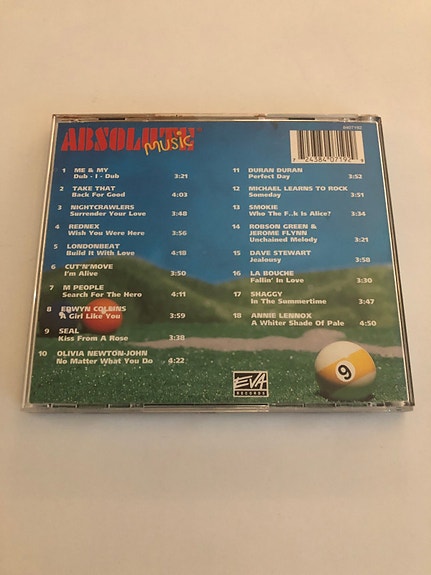 ABSOLUTE
music
8407192
7 24384 07192 8
1 ME & MY
Dub - I - Dub 3:21
2 TAKE THAT
Back For Good 4:03
3 NIGHTCRAWLERS
Surrender Your Love 3:48
4 REDNEX
Wish You Were Here 3:56
5 LONDONBEAT
Build It With Love 4:18
6 CUT'N'MOVE
I'm Alive 3:50
7 M PEOPLE
Search For The Hero 4:11
8 EDWYN COLLINS
A Girl Like You 3:59
9 SEAL
Kiss From A Rose 3:38
10 OLIVIA NEWTON-JOHN
No Matter What You Do 4:22
11 DURAN DURAN
Perfect Day 3:52
12 MICHAEL LEARNS TO ROCK
Someday 3:51
13 SMOKIE
Who The F..k Is Alice? 3:34
14 ROBSON GREEN &
JEROME FLYNN
Unchained Melody 3:21
15 DAVE STEWART
Jealousy 3:58
16 LA BOUCHE
Fallin' In Love 3:30
17 SHAGGY
In The Summertime 3:47
18 ANNIE LENNOX
A Whiter Shade Of Pale 4:50
EVA
RECORDS
9